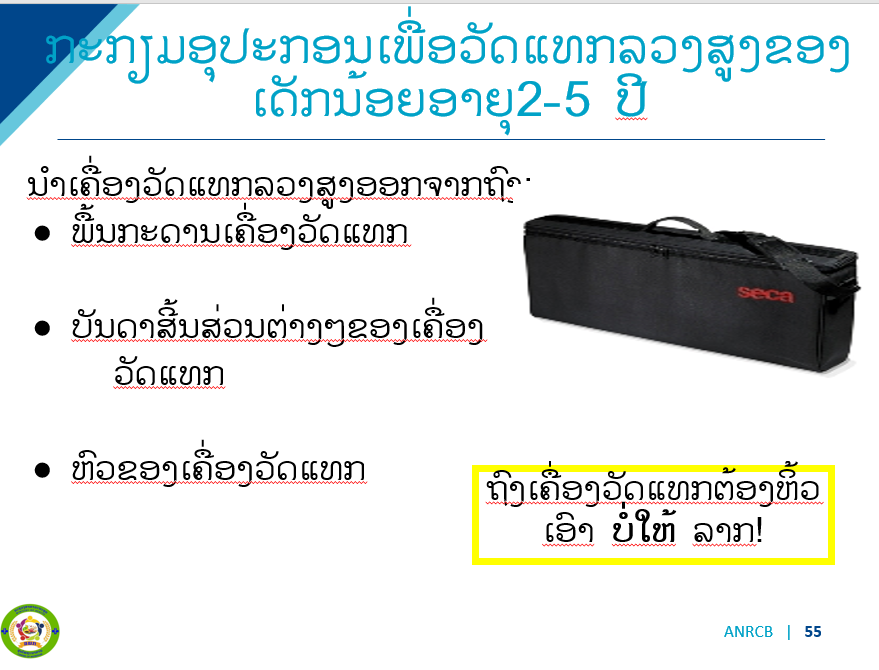 ກະກຽມອຸປະກອນເພື່ອວັດແທກລວງສູງຂອງ
ເດັກນ້ອຍອາຍຸ2-5 ປີ
ນຳເຄື່ອງວັດແທກລວງສູງອອກຈາກຖົງ:
● ພື້ນກະດານເຄື່ອງວັດແທກ
● ບັນດາສິ້ນສ່ວນຕ່າງໆຂອງເຄື່ອງ
ວັດແທກ
● ຫົວຂອງເຄື່ອງວັດແທກ
seca
ຖົງເຄື່ອງວັດແທກຕ້ອງຫິ້ວ
ເອົາ ບໍ່ໃຫ້ ລາກ!
ANRCB | 55